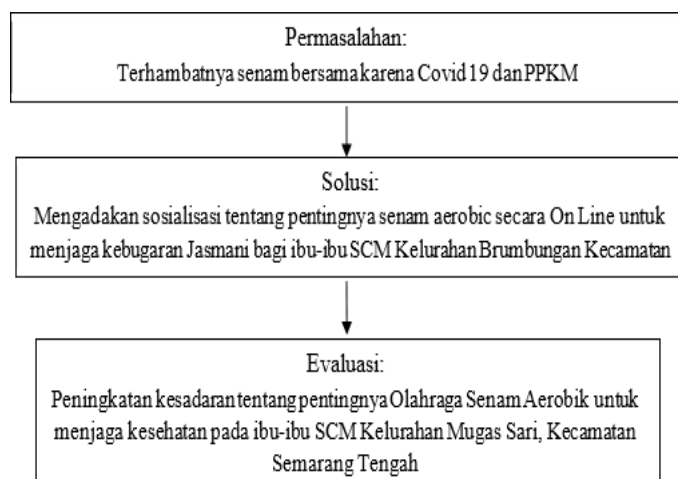 Permasalahan:
Terhambatnya senam bersama karena Covid 19 dan PPKM
Solusi:
Mengadakan sosialisasi tentang pentingnya senam aerobic secara On Line untuk
menjaga kebugaran Jasmani bagi ibu-ibu SCM Kelurahan Brumbungan Kecamatan
Evaluasi:
Peningkatan kesadaran tentang pentingnya Olahraga Senam Aerobik untuk
menjaga kesehatan pada ibu-ibu SCM Kelurahan Mugas Sari, Kecamatan
Semarang Tengah